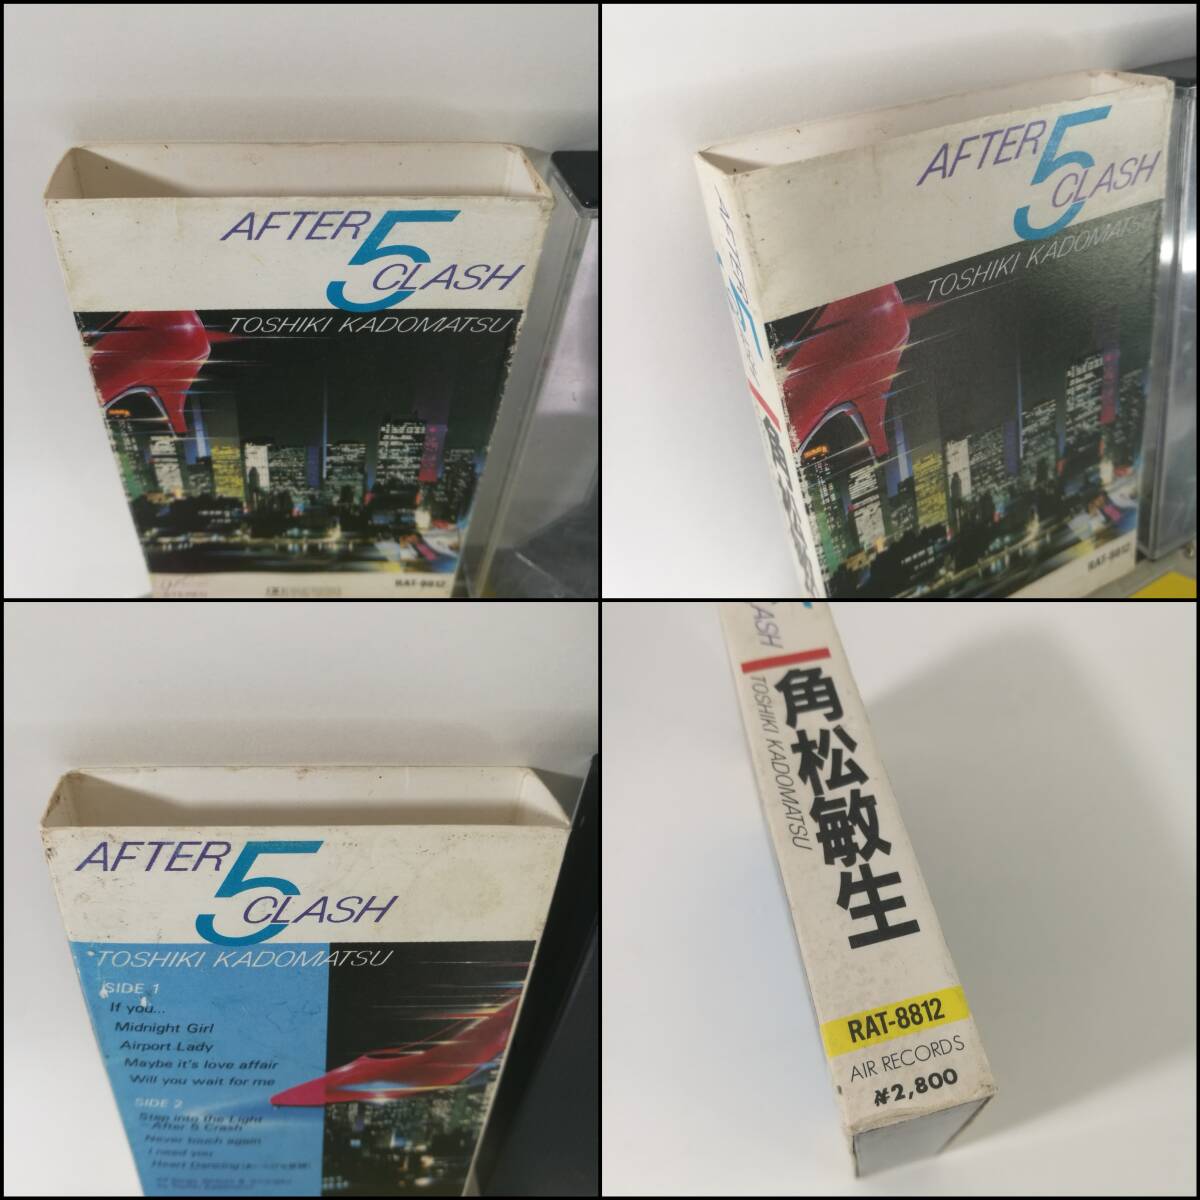 AFTER 5 CLASH
TOSHIKI KADOMATSU
RAT-8812
AFTER 5 CLASH
TOSHIKI KADOMATSU
RAT-8812
AFTER 5
AFTER 5 CLASH
TOSHIKI KADOMATSU
SIDE 1
If you...
Midnight Girl
Airport Lady
Maybe it's love affair
Will you wait for me
SIDE 2
Step into the Light
After 5 Crash
Never touch again
I need you
Heart Dancing
LASH
TOSHIKI KADOMATSU
角松敏生
RAT-8812
AIR RECORDS
¥2,800